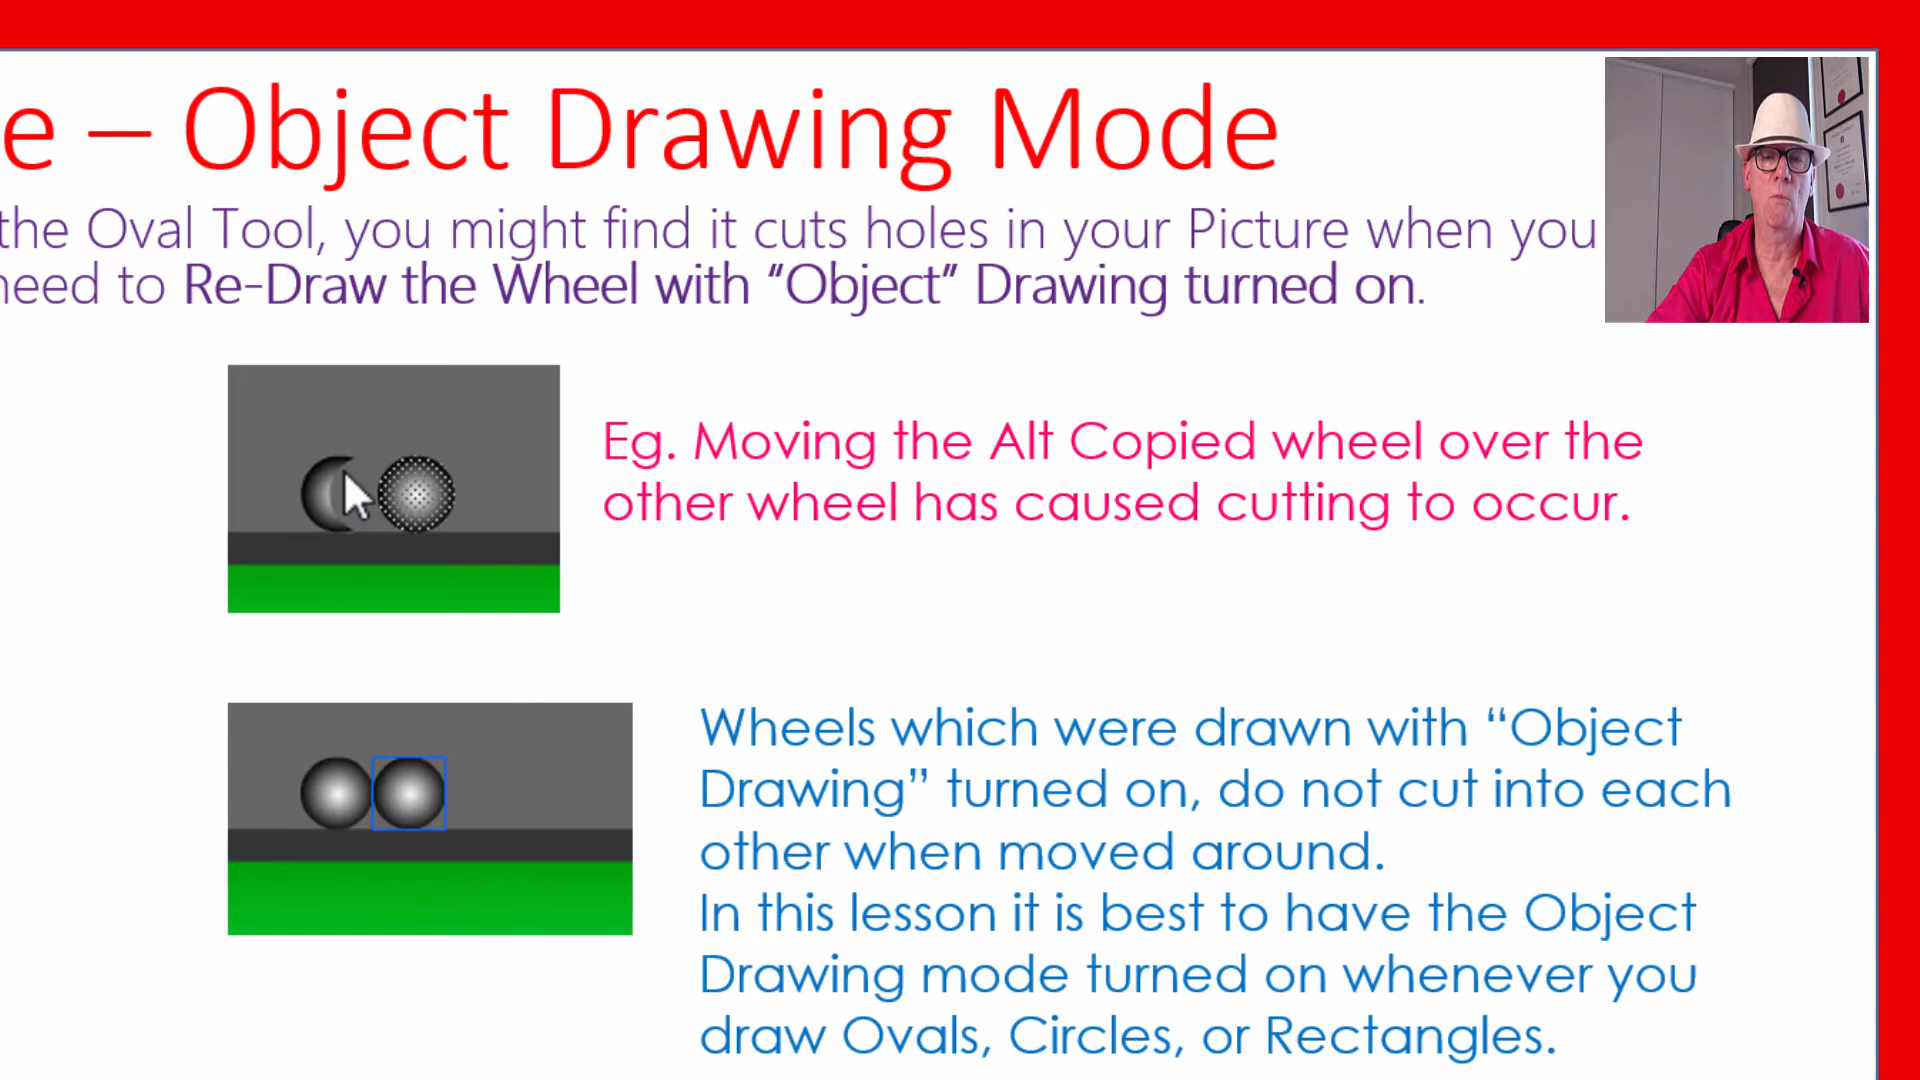 e – Object Drawing Mode
the Oval Tool, you might find it cuts holes in your Picture when you
need to Re-Draw the Wheel with “Object” Drawing turned on.
Eg. Moving the Alt Copied wheel over the
other wheel has caused cutting to occur.
Wheels which were drawn with “Object
Drawing” turned on, do not cut into each
other when moved around.
In this lesson it is best to have the Object
Drawing mode turned on whenever you
draw Ovals, Circles, or Rectangles.